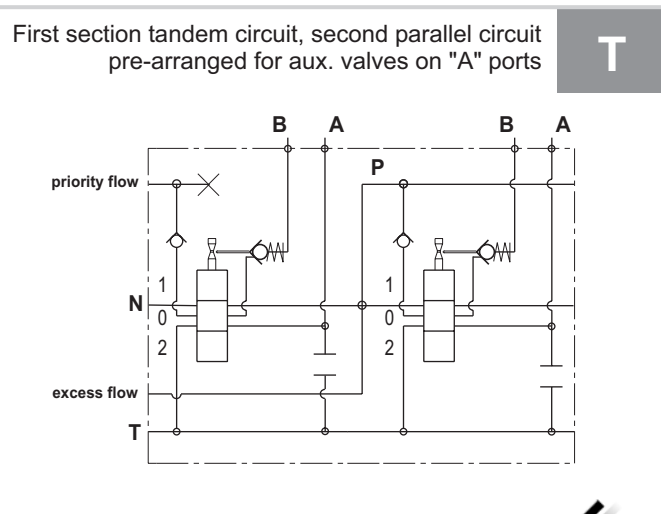 First section tandem circuit, second parallel circuit
pre-arranged for aux. valves on "A" ports
T
B A B A
priority flow P
1 1
N
0 0
2 2
excess flow
T